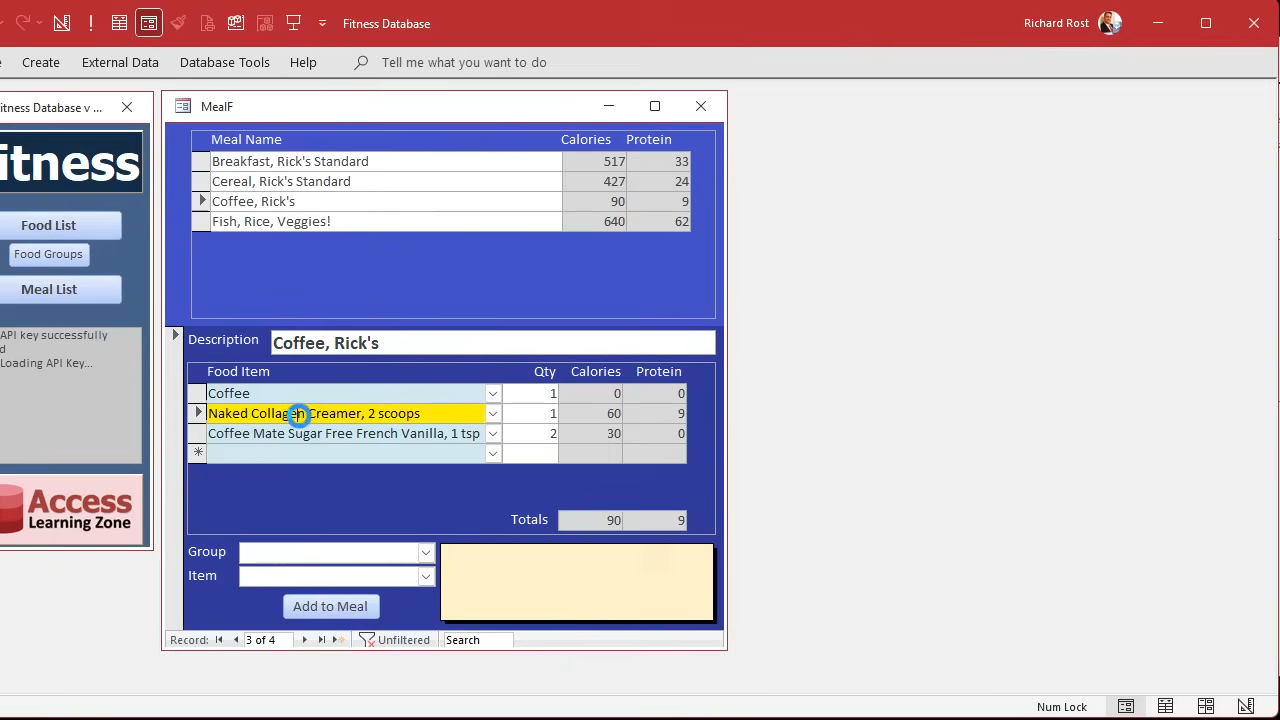 Fitness Database
Richard Rost
Create
External Data
Database Tools
Help
Tell me what you want to do
itness Database v ...
itness
Food List
Food Groups
Meal List
API key successfully
d
Loading API Key...
Access
Learning Zone
MealF
Meal Name Calories Protein
Breakfast, Rick's Standard 517 33
Cereal, Rick's Standard 427 24
Coffee, Rick's 90 9
Fish, Rice, Veggies! 640 62
Description Coffee, Rick's
Food Item Qty Calories Protein
Coffee 1 0 0
Naked Collagen Creamer, 2 scoops 1 60 9
Coffee Mate Sugar Free French Vanilla, 1 tsp 2 30 0
Totals 90 9
Group
Item
Add to Meal
Record: 3 of 4 Unfiltered Search
Num Lock